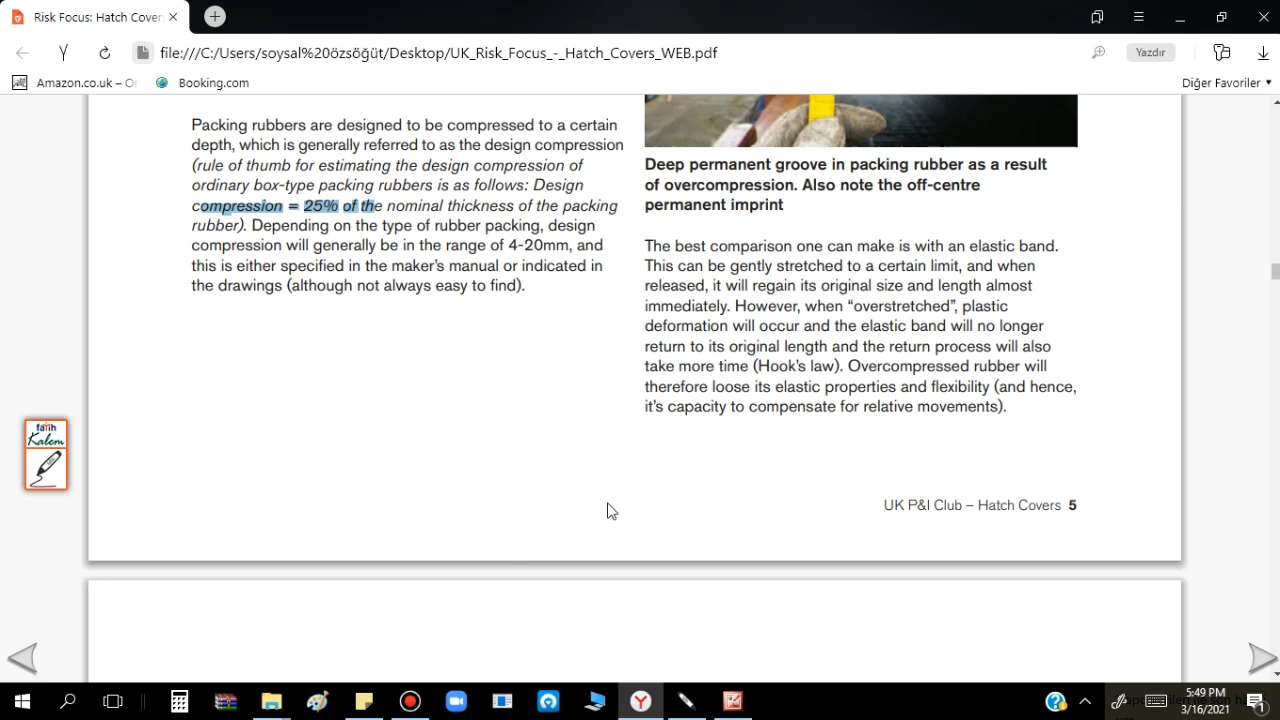 Risk Focus: Hatch Cover
file:///C:/Users/soysal%20özsöğüt/Desktop/UK_Risk_Focus_-_Hatch_Covers_WEB.pdf
Yazdır
Amazon.co.uk – Or
Booking.com
Diğer Favoriler
Packing rubbers are designed to be compressed to a certain
depth, which is generally referred to as the design compression
(rule of thumb for estimating the design compression of
ordinary box-type packing rubbers is as follows: Design
compression = 25% of the nominal thickness of the packing
rubber). Depending on the type of rubber packing, design
compression will generally be in the range of 4-20mm, and
this is either specified in the maker's manual or indicated in
the drawings (although not always easy to find).
Deep permanent groove in packing rubber as a result
of overcompression. Also note the off-centre
permanent imprint
The best comparison one can make is with an elastic band.
This can be gently stretched to a certain limit, and when
released, it will regain its original size and length almost
immediately. However, when “overstretched”, plastic
deformation will occur and the elastic band will no longer
return to its original length and the return process will also
take more time (Hook's law). Overcompressed rubber will
therefore loose its elastic properties and flexibility (and hence,
it's capacity to compensate for relative movements).
fatih
Kalem
UK P&I Club – Hatch Covers 5
5:49 PM
3/16/2021
1